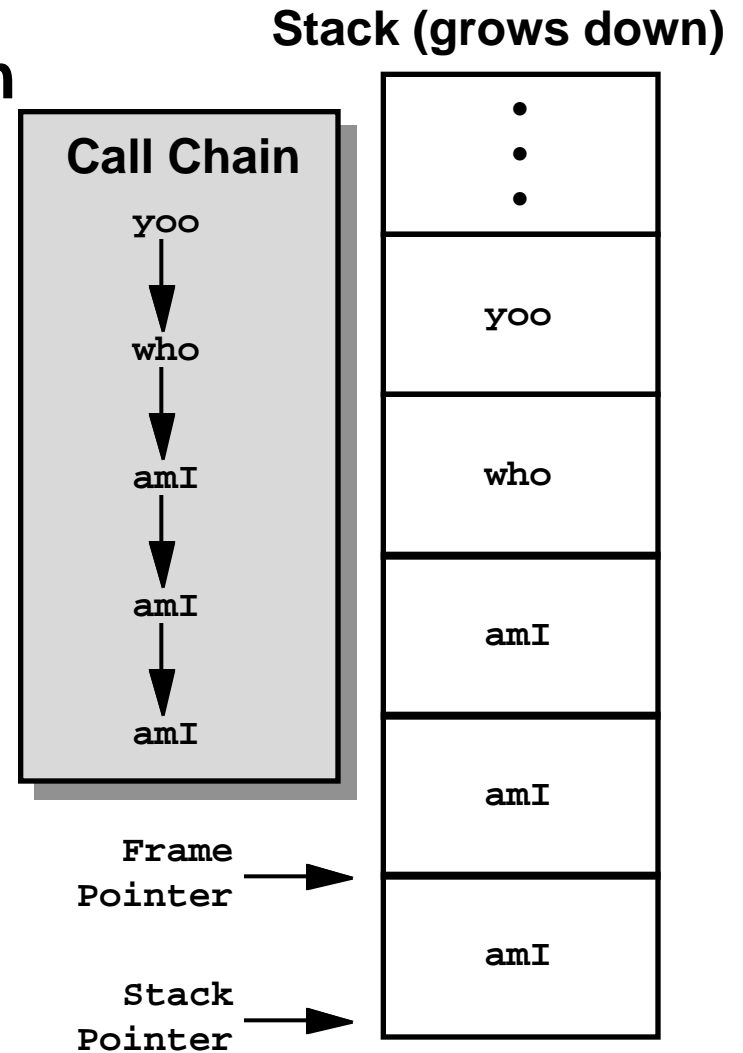 Stack (grows down)
n
Call Chain
yoo
who
amI
amI
amI
Frame
Pointer
Stack
Pointer
•
•
•
yoo
who
amI
amI
amI